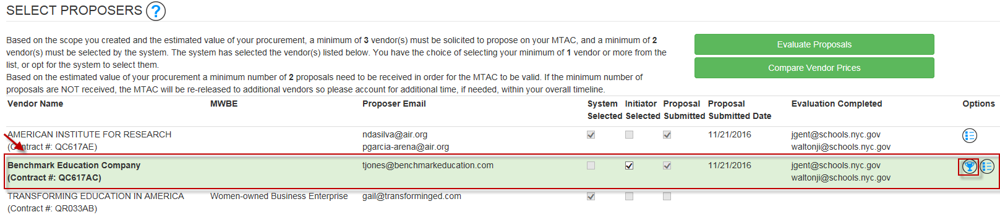 SELECT PROPOSERS ?
Based on the scope you created and the estimated value of your procurement, a minimum of 3 vendor(s) must be solicited to propose on your MTAC, and a minimum of 2
vendor(s) must be selected by the system. The system has selected the vendor(s) listed below. You have the choice of selecting your minimum of 1 vendor or more from the
list, or opt for the system to select them.
Based on the estimated value of your procurement a minimum number of 2 proposals need to be received in order for the MTAC to be valid. If the minimum number of
proposals are NOT received, the MTAC will be re-released to additional vendors so please account for additional time, if needed, within your overall timeline.
Evaluate Proposals
Compare Vendor Prices
Vendor Name MWBE Proposer Email System Initiator Proposal Proposal Evaluation Completed Options
Selected Selected Submitted Submitted Date
AMERICAN INSTITUTE FOR RESEARCH ndasilva@air.org 11/21/2016 jgent@schools.nyc.gov
(Contract #: QC617AE) pgarcia-arena@air.org waltonji@schools.nyc.gov
Benchmark Education Company tjones@benchmarkeducation.com 11/21/2016 jgent@schools.nyc.gov
(Contract #: QC617AC) waltonji@schools.nyc.gov
TRANSFORMING EDUCATION IN AMERICA Women-owned Business Enterprise gail@transforminged.com
(Contract #: QR033AB)